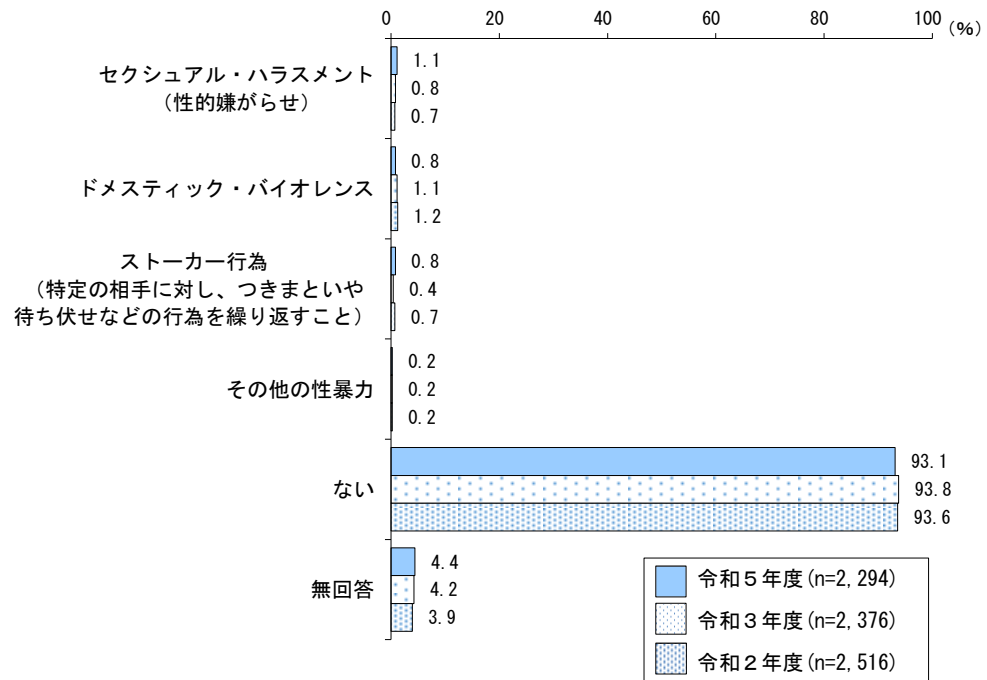 0 20 40 60 80 100 (%)
セクシュアル・ハラスメント
(性的嫌がらせ)
1.1
0.8
0.7
ドメスティック・バイオレンス
0.8
1.1
1.2
ストーカー行為
(特定の相手に対し、つきまといや
待ち伏せなどの行為を繰り返すこと)
0.8
0.4
0.7
その他の性暴力
0.2
0.2
0.2
ない
93.1
93.8
93.6
無回答
4.4
4.2
3.9
令和5年度(n=2,294)
令和3年度(n=2,376)
令和2年度(n=2,516)